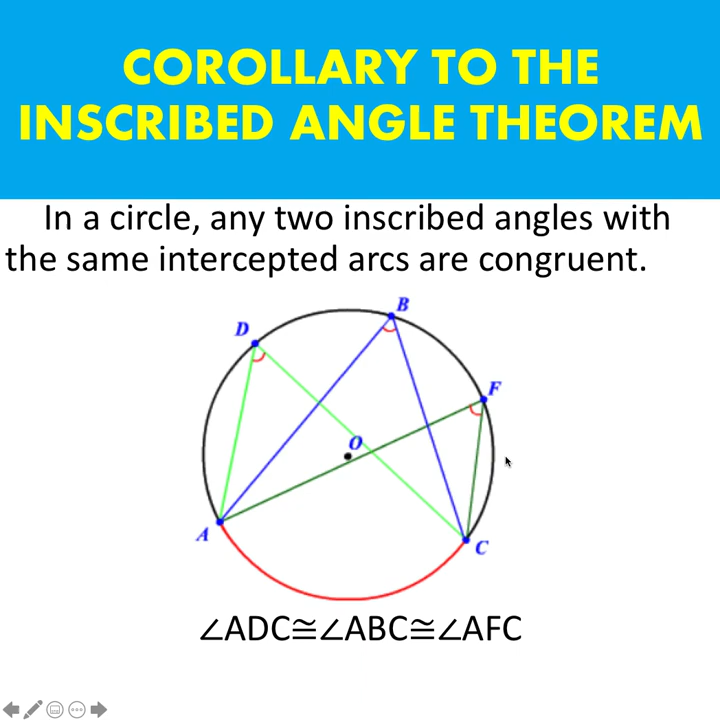 COROLLARY TO THE
INSCRIBED ANGLE THEOREM
In a circle, any two inscribed angles with
the same intercepted arcs are congruent.
B
D
F
O
A
C
∠ADC≅∠ABC≅∠AFC